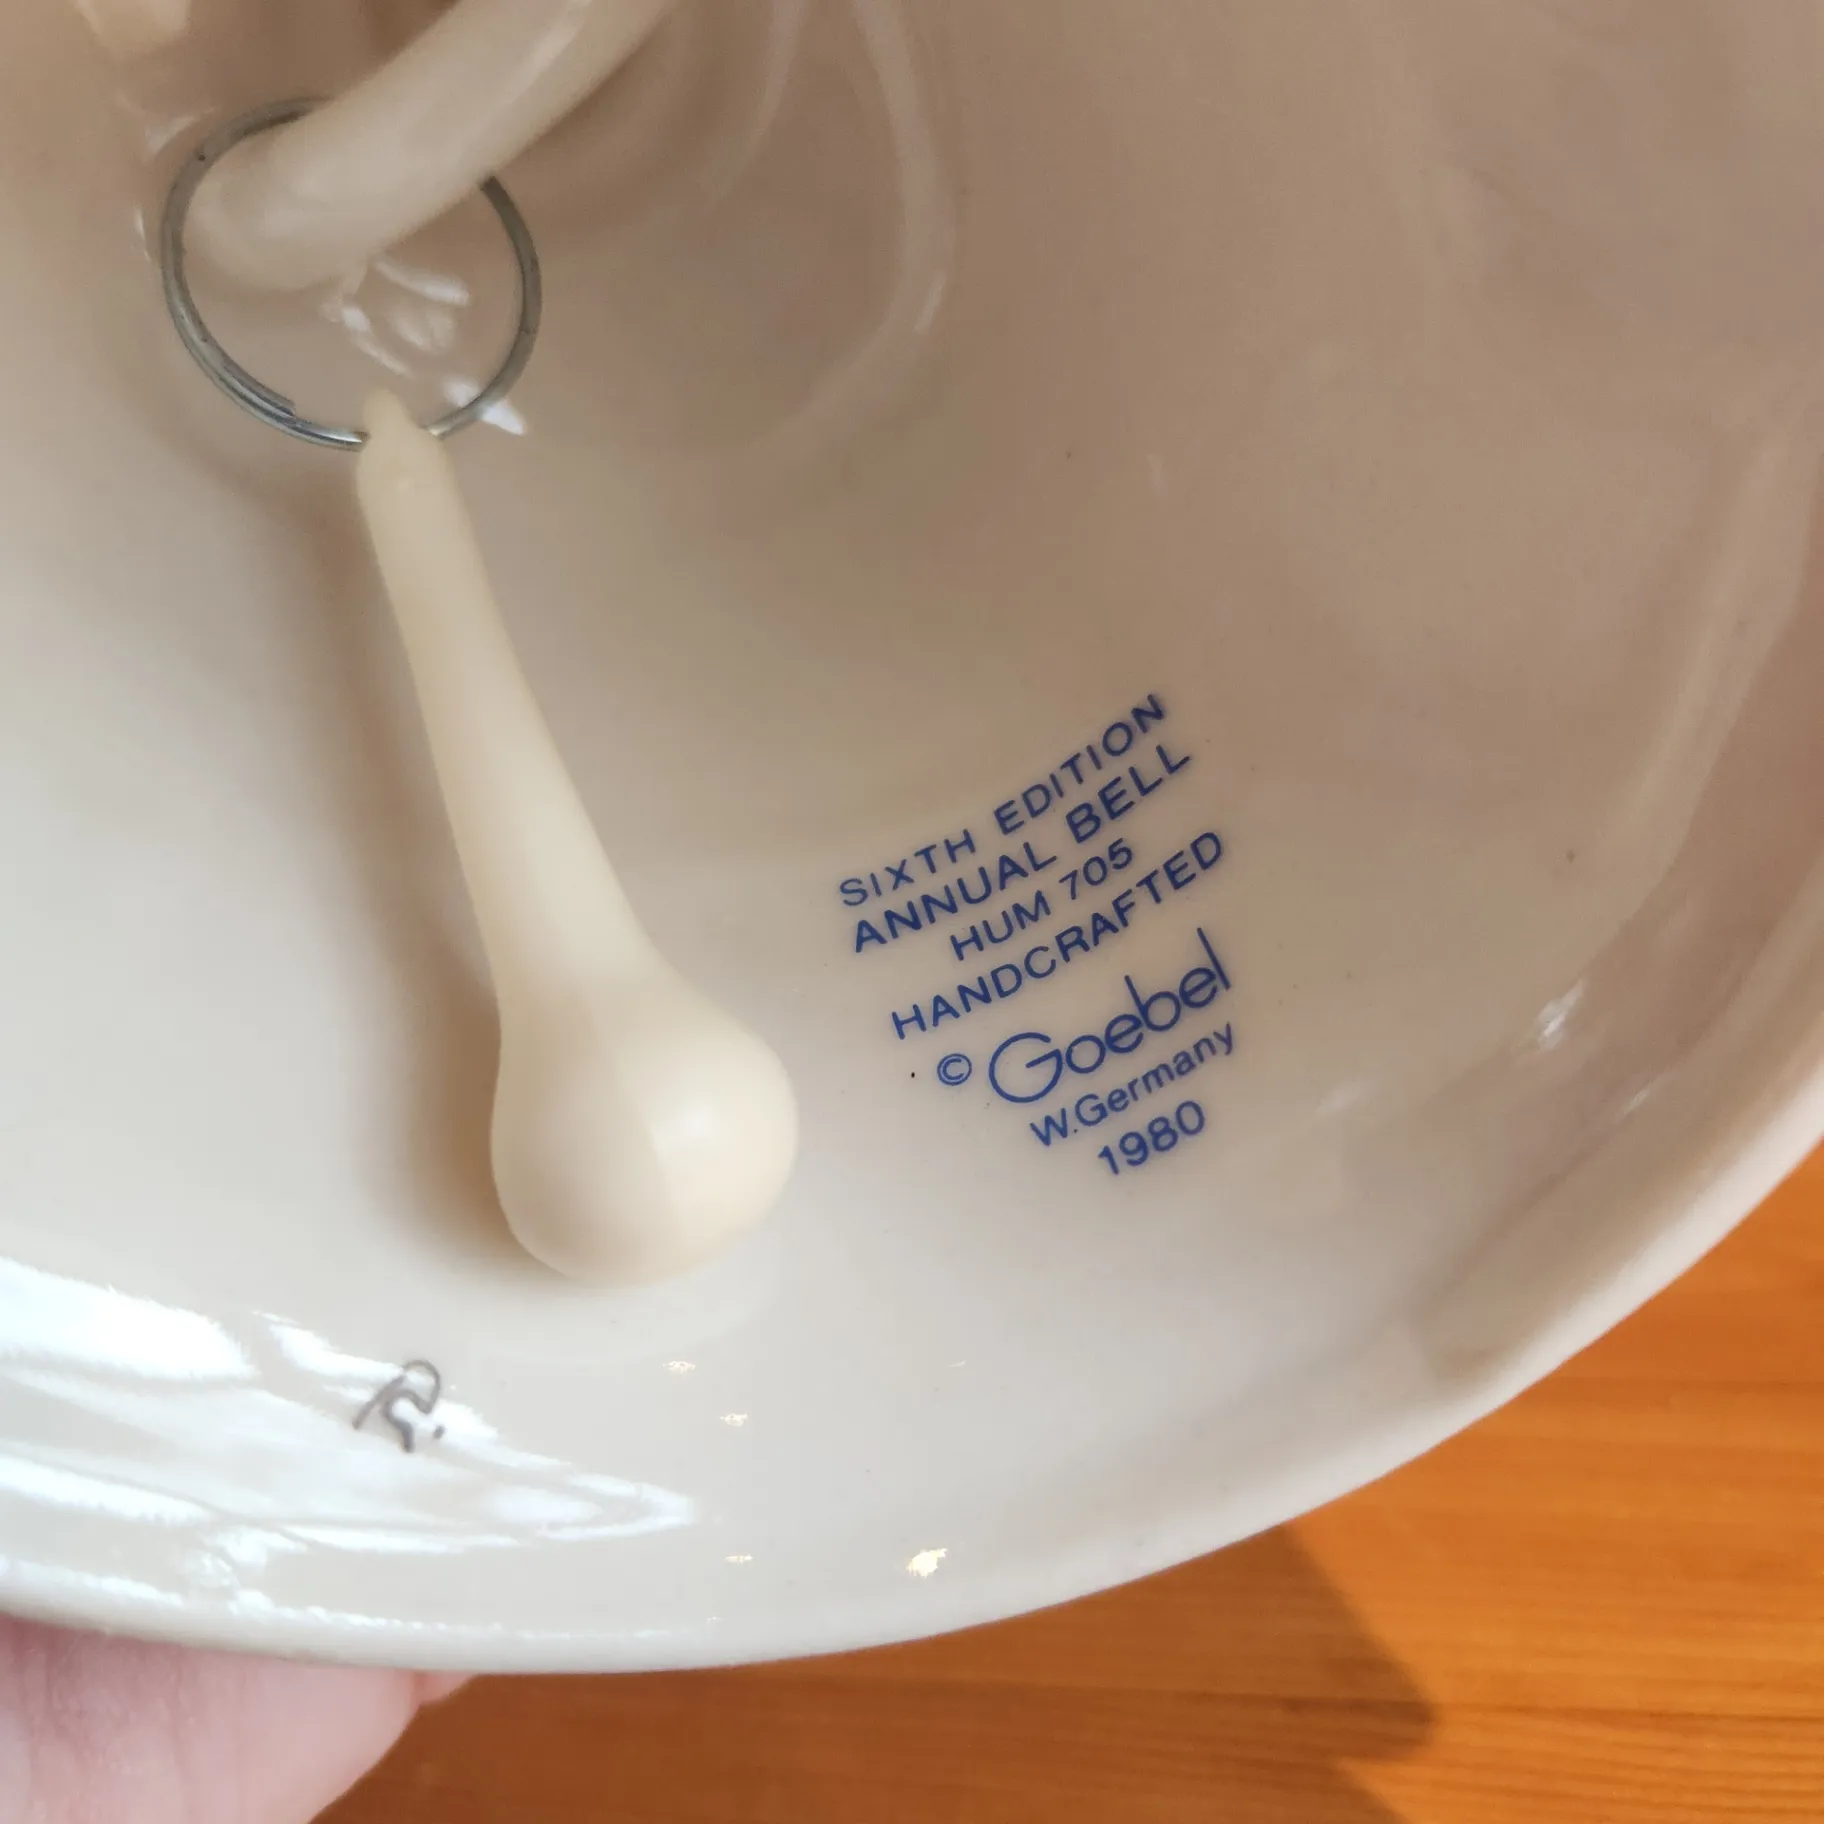 SIXTH EDITION
ANNUAL BELL
HUM 705
HANDCRAFTED
© Goebel
W.Germany
1980